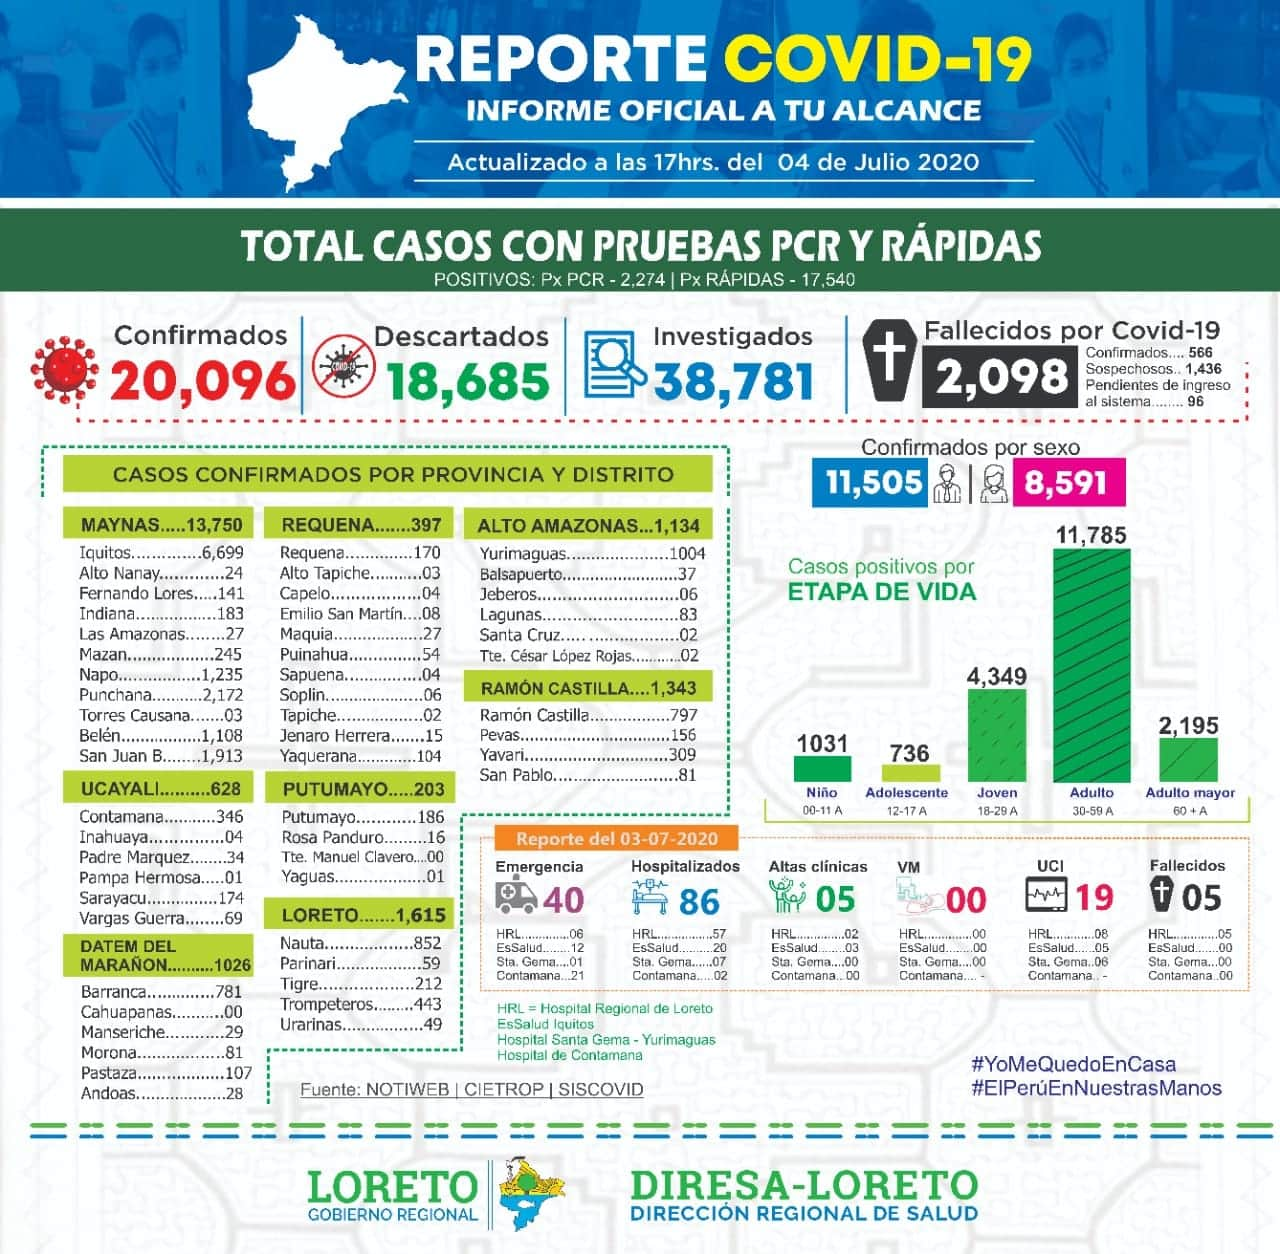 REPORTE COVID-19
INFORME OFICIAL A TU ALCANCE
Actualizado a las 17hrs. del 04 de Julio 2020
TOTAL CASOS CON PRUEBAS PCR Y RÁPIDAS
POSITIVOS: Px PCR - 2,274 | Px RÁPIDAS - 17,540
Confirmados
20,096
Descartados
18,685
Investigados
38,781
Fallecidos por Covid-19
2,098
Confirmados.... 566
Sospechosos.. 1,436
Pendientes de ingreso
al sistema........ 96
CASOS CONFIRMADOS POR PROVINCIA Y DISTRITO
MAYNAS.....13,750
Iquitos............6,699
Alto Nanay............24
Fernando Lores....141
Indiana...............183
Las Amazonas.......27
Mazan................245
Napo................1,235
Punchana.........2,172
Torres Causana......03
Belén...............1,108
San Juan B.......1,913
UCAYALI.........628
Contamana.........346
Inahuaya..............04
Padre Marquez......34
Pampa Hermosa....01
Sarayacu............174
Vargas Guerra.......69
DATEM DEL
MARAÑON.........1026
Barranca............781
Cahuapanas.........00
Manseriche..........29
Morona................81
Pastaza..............107
Andoas................28
REQUENA.......397
Requena............170
Alto Tapiche.........03
Capelo.................04
Emilio San Martín...08
Maquia.................27
Puinahua..............54
Sapuena...............04
Soplin..................06
Tapiche................02
Jenaro Herrera......15
Yaquerana..........104
PUTUMAYO.....203
Putumayo...........186
Rosa Panduro.......16
Tte. Manuel Clavero....00
Yaguas.................01
LORETO.......1,615
Nauta.................852
Parinari................59
Tigre..................212
Trompeteros.......443
Urarinas...............49
ALTO AMAZONAS...1,134
Yurimaguas..............1004
Balsapuerto.................37
Jeberos.......................06
Lagunas......................83
Santa Cruz..................02
Tte. César López Rojas...........02
RAMÓN CASTILLA....1,343
Ramón Castilla...........797
Pevas........................156
Yavari.......................309
San Pablo....................81
Confirmados por sexo
11,505 | 8,591
Casos positivos por
ETAPA DE VIDA
1031
736
4,349
11,785
2,195
Niño Adolescente Joven Adulto Adulto mayor
00-11 A 12-17 A 18-29 A 30-59 A 60 + A
Reporte del 03-07-2020
Emergencia
40
HRL............06
EsSalud......12
Sta. Gema....01
Contamana...21
Hospitalizados
86
HRL............57
EsSalud......20
Sta. Gema....07
Contamana...02
Altas clínicas
05
HRL............02
EsSalud......03
Sta. Gema....00
Contamana..00
VM
00
HRL............00
EsSalud......00
Sta. Gema...00
Contamana.... -
UCI
19
HRL............08
EsSalud......05
Sta. Gema..06
Contamana.. -
Fallecidos
05
HRL............05
EsSalud......00
Sta. Gema...00
Contamana..00
HRL = Hospital Regional de Loreto
EsSalud Iquitos
Hospital Santa Gema - Yurimaguas
Hospital de Contamana
#YoMeQuedoEnCasa
#ElPerúEnNuestrasManos
Fuente: NOTIWEB | CIETROP | SISCOVID
LORETO
GOBIERNO REGIONAL
DIRESA-LORETO
DIRECCIÓN REGIONAL DE SALUD